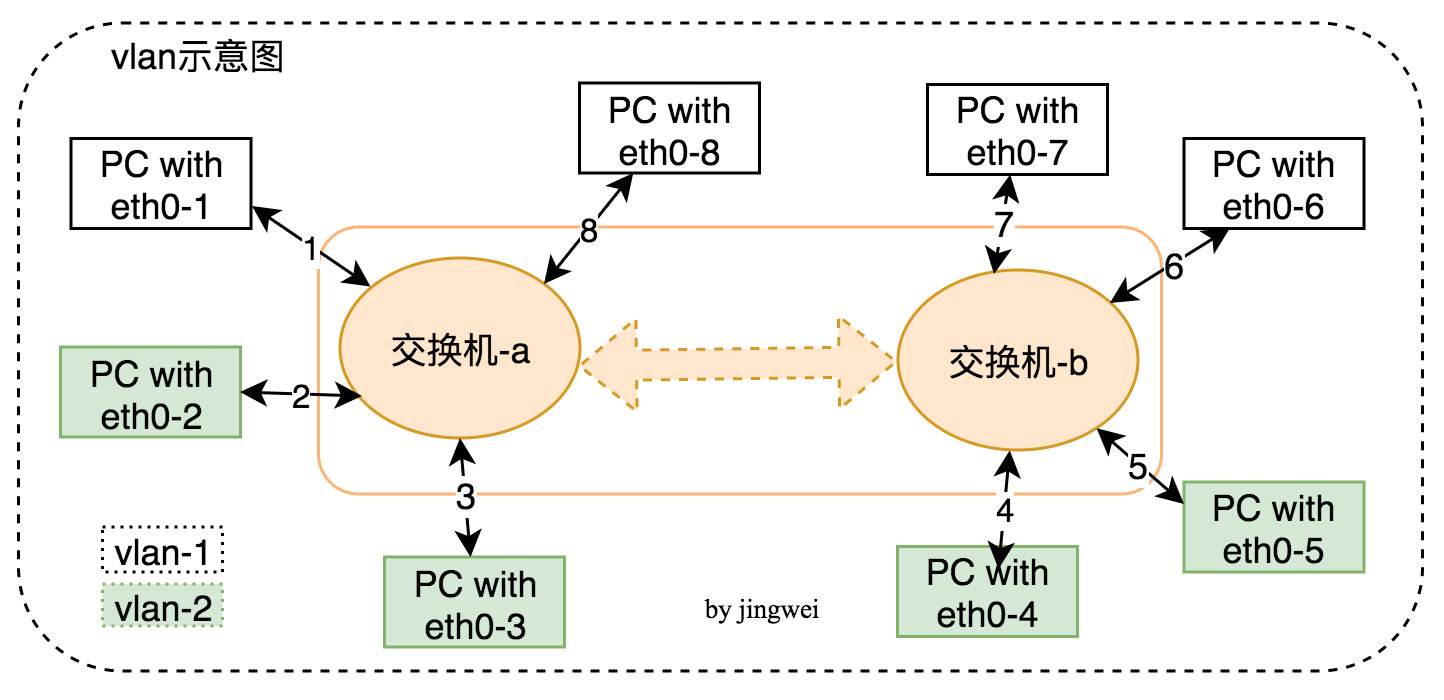 vlan示意图
PC with
eth0-8
PC with
eth0-7
PC with
eth0-1
PC with
eth0-6
1
8
7
6
交换机-a
交换机-b
PC with
eth0-2
2
3
4
5
PC with
eth0-5
PC with
eth0-3
PC with
eth0-4
vlan-1
vlan-2
by jingwei